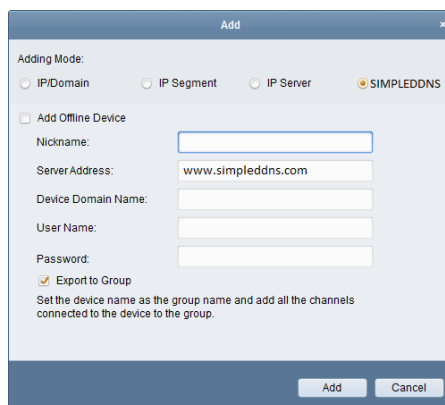 Add
Adding Mode:
IP/Domain IP Segment IP Server SIMPLEDDNS
Add Offline Device
Nickname:
Server Address: www.simpleddns.com
Device Domain Name:
User Name:
Password:
Export to Group
Set the device name as the group name and add all the channels
connected to the device to the group.
Add Cancel